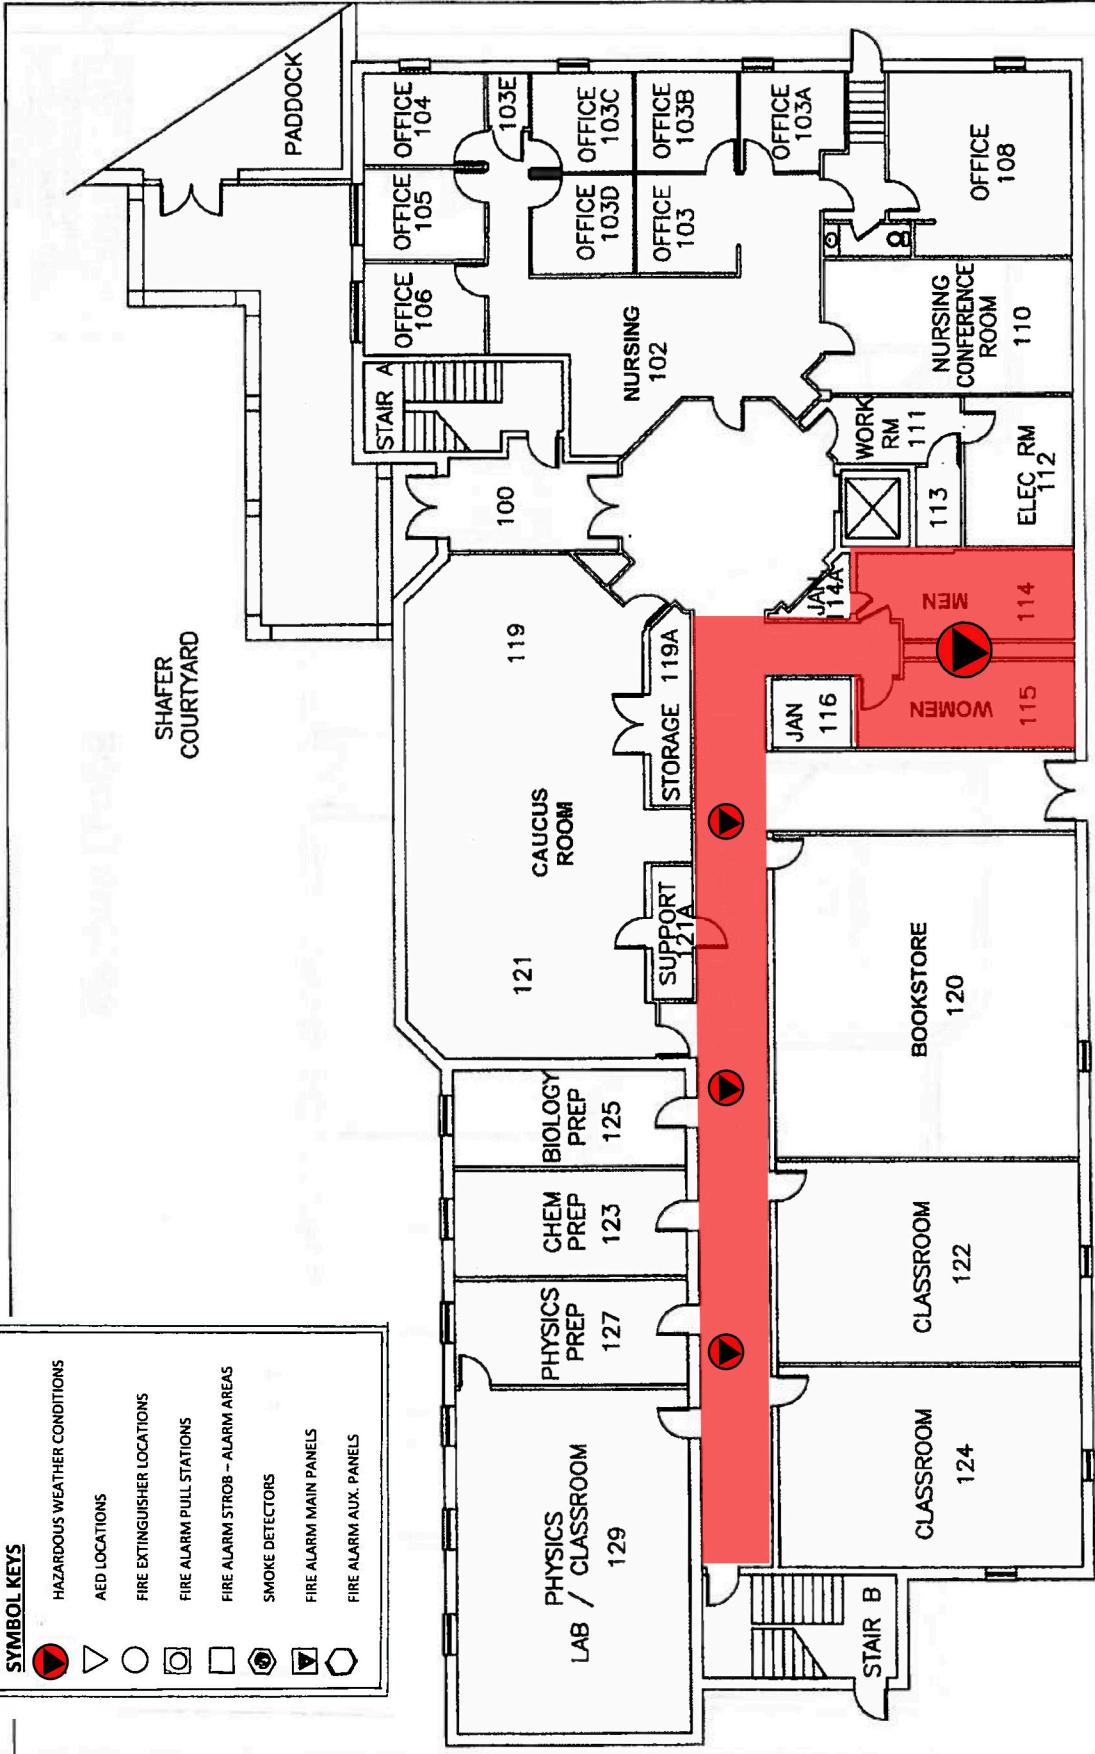 SYMBOL KEYS
HAZARDOUS WEATHER CONDITIONS
AED LOCATIONS
FIRE EXTINGUISHER LOCATIONS
FIRE ALARM PULL STATIONS
FIRE ALARM STROB – ALARM AREAS
SMOKE DETECTORS
FIRE ALARM MAIN PANELS
FIRE ALARM AUX. PANELS
SHAFER
COURTYARD
PADDOCK
OFFICE
104
103E
OFFICE
103C
OFFICE
103B
OFFICE
103A
OFFICE
105
OFFICE
103D
OFFICE
103
OFFICE
108
OFFICE
106
NURSING
102
NURSING
CONFERENCE
ROOM
110
STAIR A
100
WORK
RM
111
ELEC RM
112
113
JAN
114A
MEN
114
WOMEN
115
JAN
116
119
STORAGE 119A
CAUCUS
ROOM
121
SUPPORT
121A
BOOKSTORE
120
BIOLOGY
PREP
125
CHEM
PREP
123
PHYSICS
PREP
127
CLASSROOM
122
PHYSICS
LAB / CLASSROOM
129
CLASSROOM
124
STAIR B